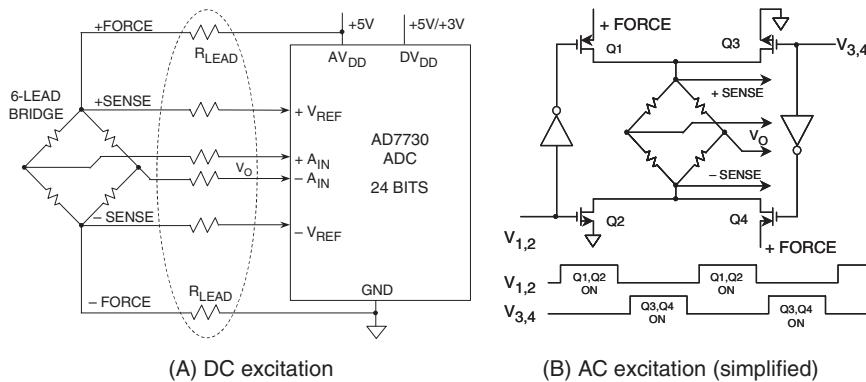 +FORCE
R_LEAD
+5V
+5V/+3V
AV_DD
DV_DD
6-LEAD
BRIDGE
+SENSE
+ V_REF
+ A_IN
V_O
− A_IN
AD7730
ADC
24 BITS
− SENSE
− V_REF
R_LEAD
− FORCE
GND
(A) DC excitation
+ FORCE
Q1
Q3
V_3,4
+ SENSE
V_O
− SENSE
Q2
Q4
V_1,2
+ FORCE
V_1,2
Q1,Q2
ON
Q1,Q2
ON
V_3,4
Q3,Q4
ON
Q3,Q4
ON
(B) AC excitation (simplified)